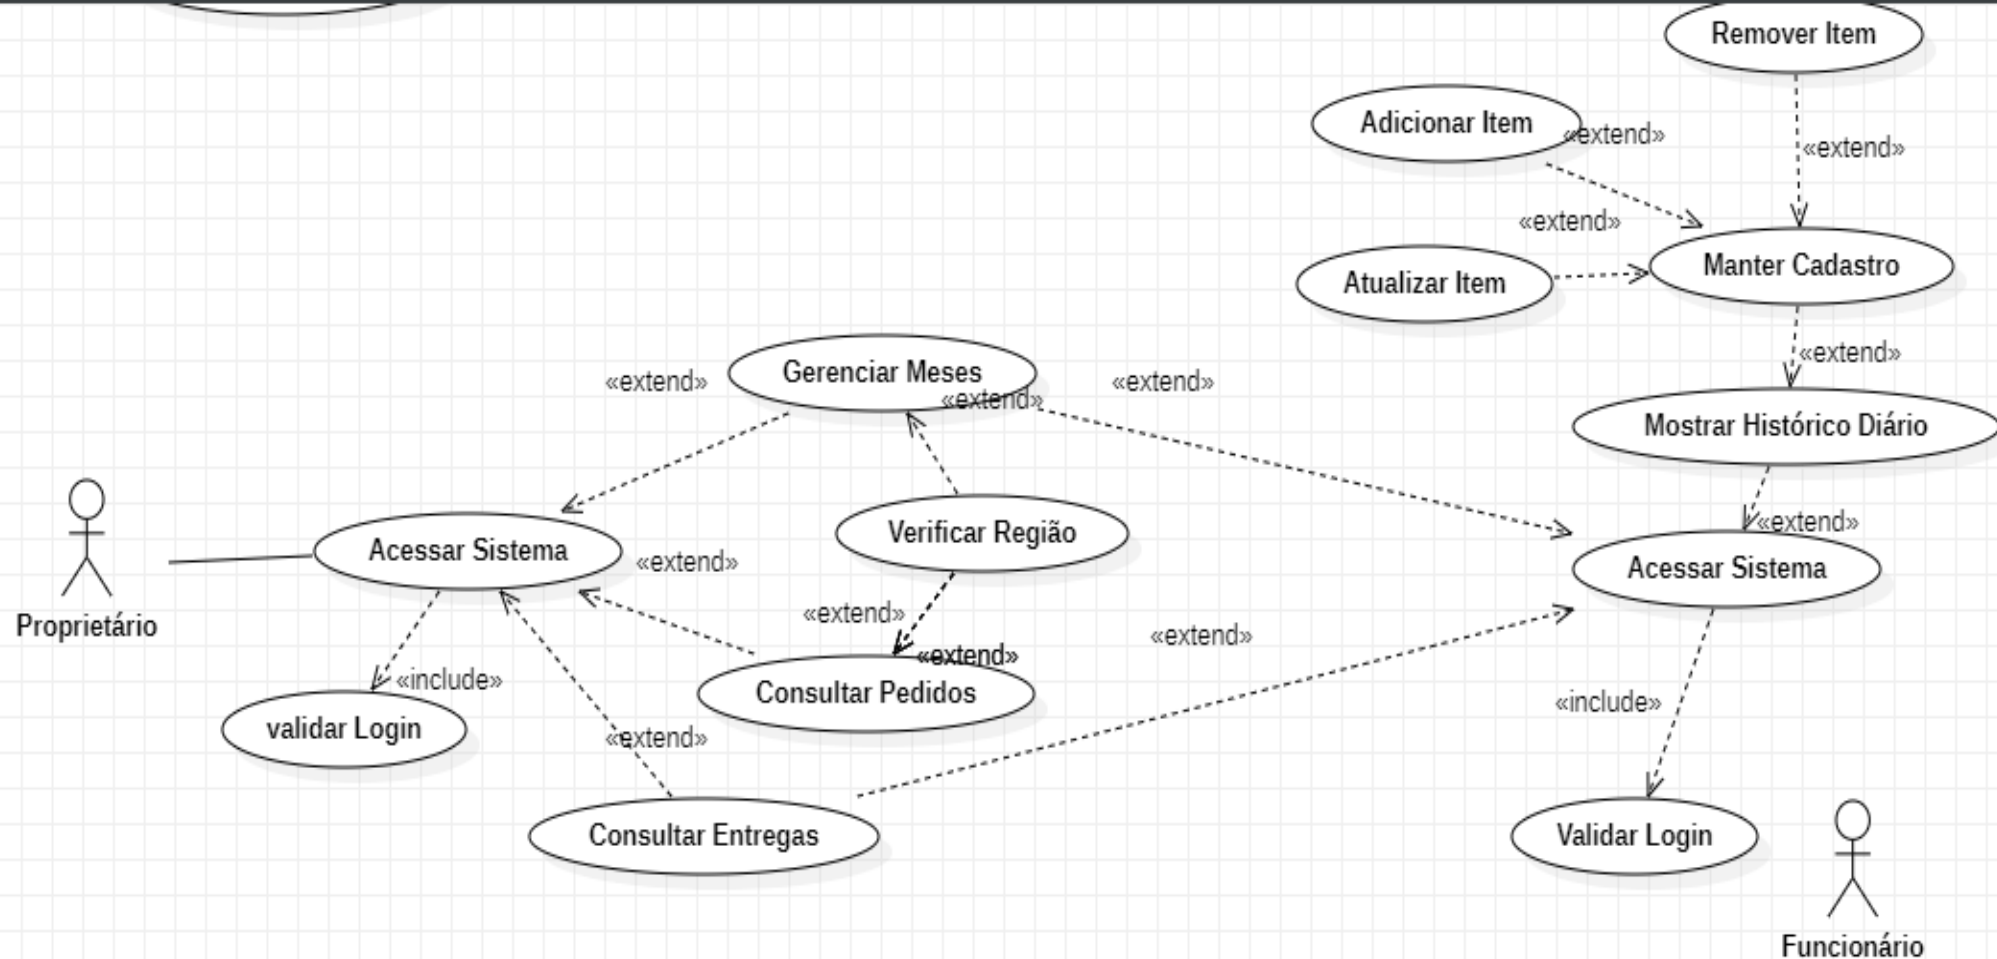 Remover Item
Adicionar Item
«extend»
«extend»
«extend»
Manter Cadastro
Atualizar Item
«extend»
Gerenciar Meses
«extend»
«extend»
«extend»
Mostrar Histórico Diário
«extend»
Verificar Região
Acessar Sistema
«extend»
Acessar Sistema
«extend»
Proprietário
«extend»
«extend»
«include»
Consultar Pedidos
«include»
validar Login
«extend»
Consultar Entregas
Validar Login
Funcionário